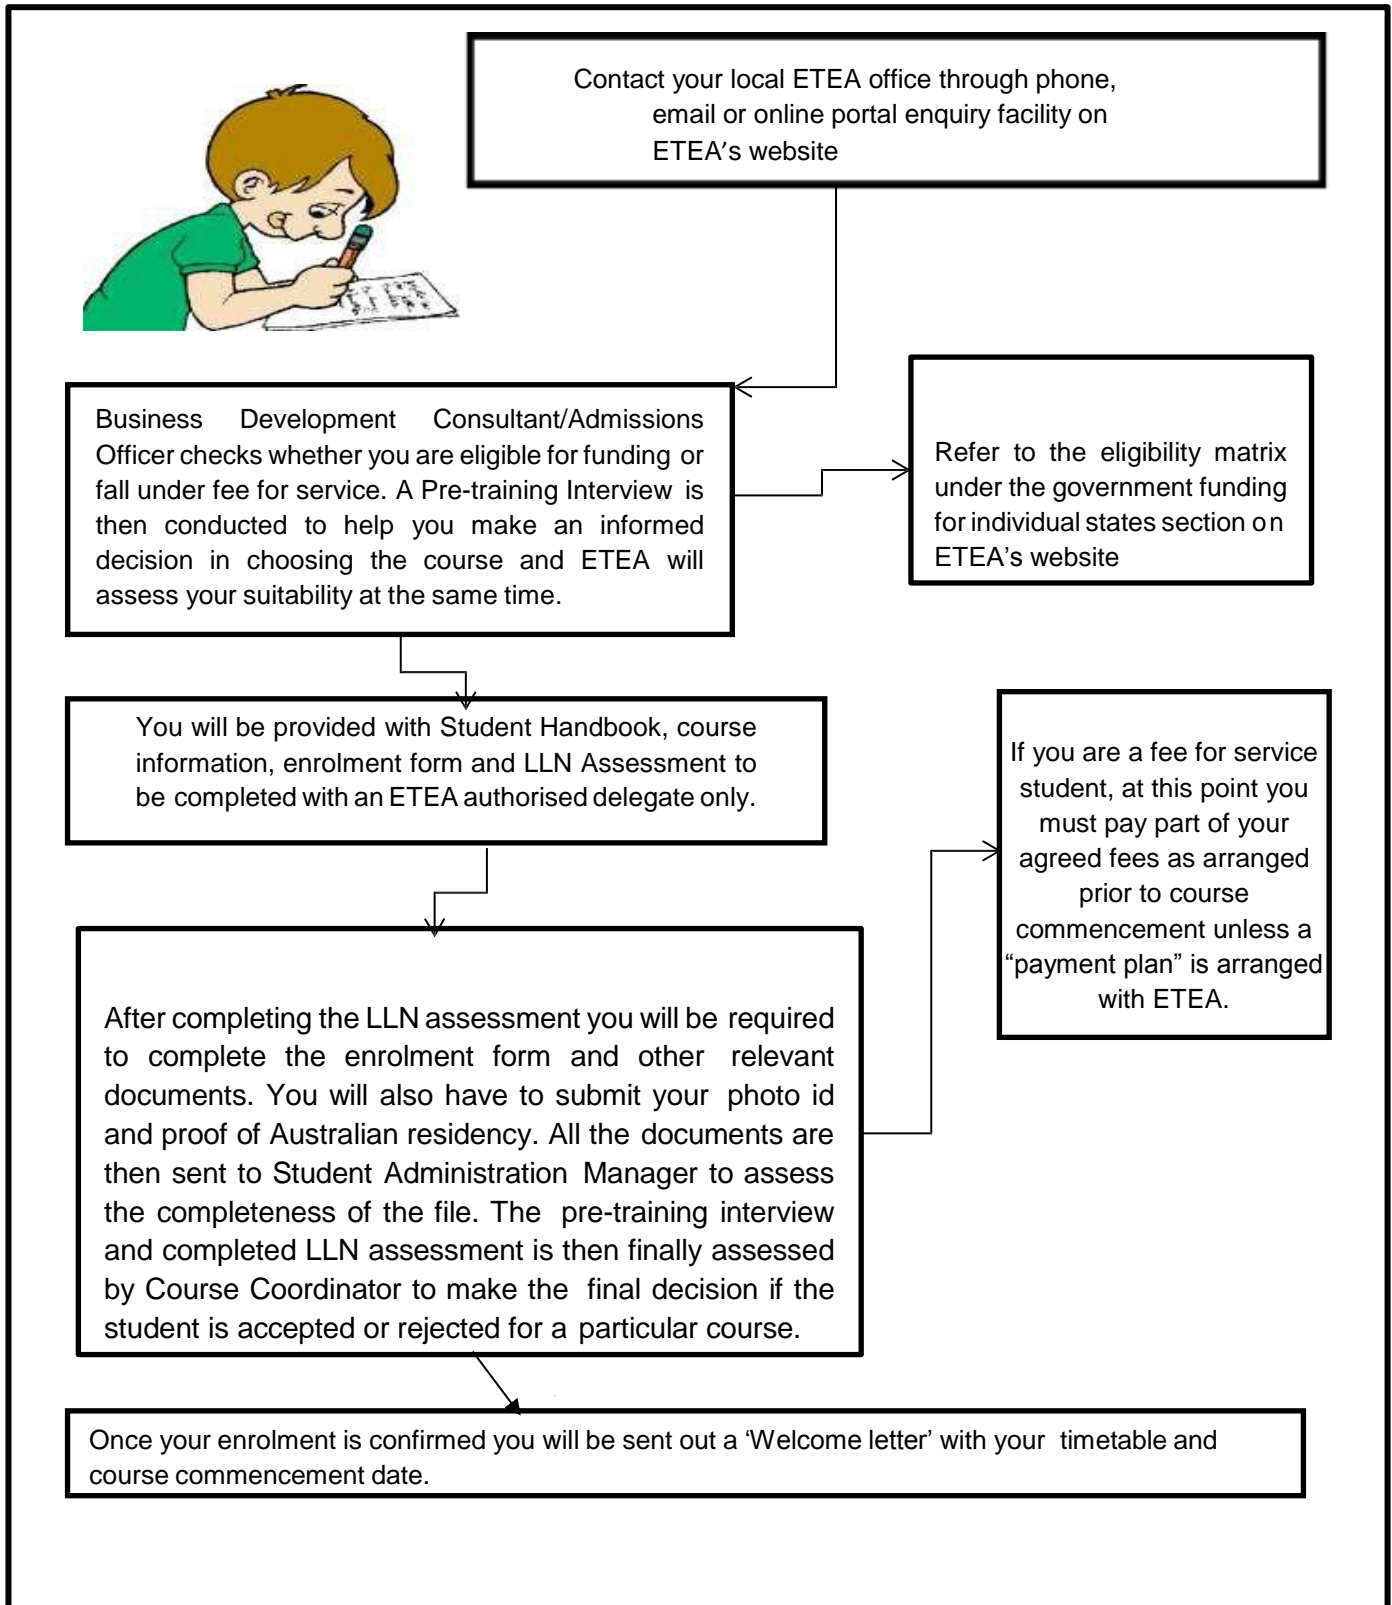 Contact your local ETEA office through phone,
email or online portal enquiry facility on
ETEA's website
Business Development Consultant/Admissions
Officer checks whether you are eligible for funding or
fall under fee for service. A Pre-training Interview is
then conducted to help you make an informed
decision in choosing the course and ETEA will
assess your suitability at the same time.
Refer to the eligibility matrix
under the government funding
for individual states section on
ETEA's website
You will be provided with Student Handbook, course
information, enrolment form and LLN Assessment to
be completed with an ETEA authorised delegate only.
If you are a fee for service
student, at this point you
must pay part of your
agreed fees as arranged
prior to course
commencement unless a
“payment plan” is arranged
with ETEA.
After completing the LLN assessment you will be required
to complete the enrolment form and other relevant
documents. You will also have to submit your photo id
and proof of Australian residency. All the documents are
then sent to Student Administration Manager to assess
the completeness of the file. The pre-training interview
and completed LLN assessment is then finally assessed
by Course Coordinator to make the final decision if the
student is accepted or rejected for a particular course.
Once your enrolment is confirmed you will be sent out a ‘Welcome letter’ with your timetable and
course commencement date.